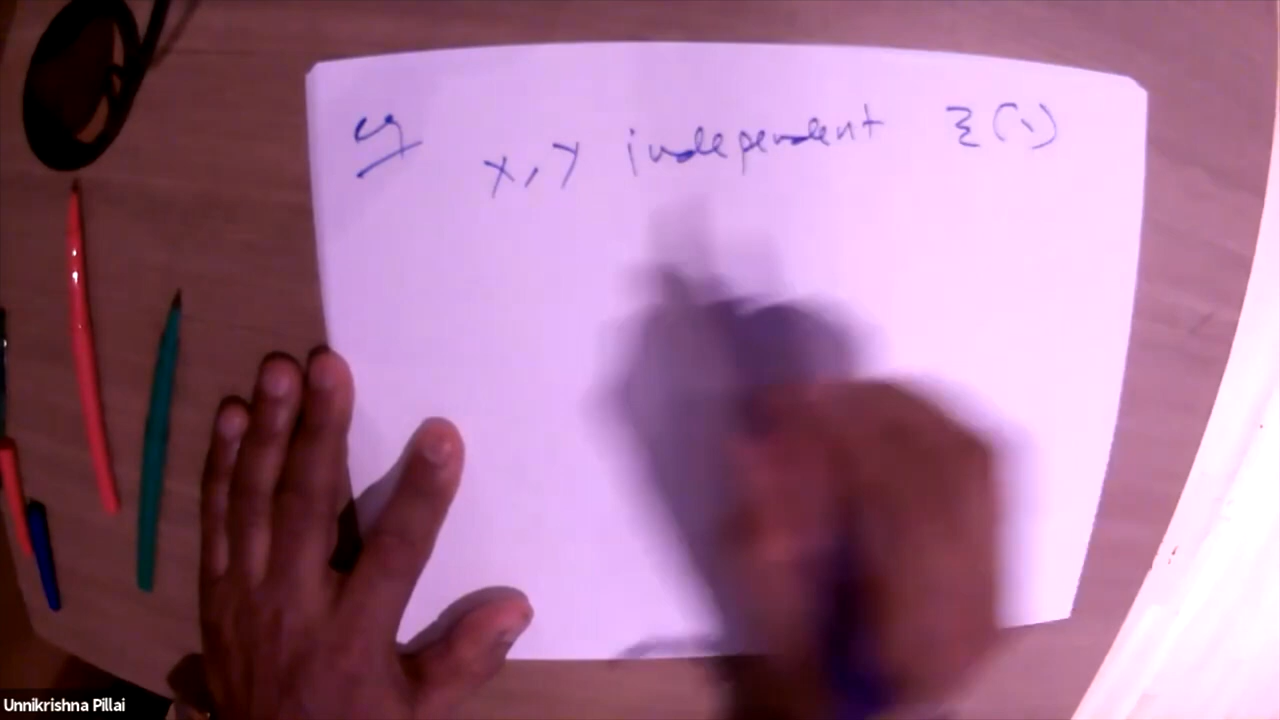 eg x, y independent Ɛ(1)
Unnikrishna Pillai